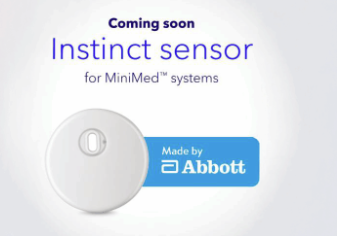 Coming soon
Instinct sensor
for MiniMed™ systems
Made by
Abbott